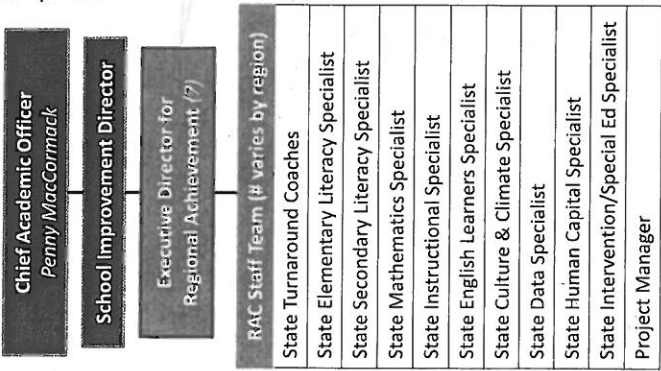 Chief Academic Officer
Penny MacCormack
School Improvement Director
Executive Director for
Regional Achievement (7)
RAC Staff Team (# varies by region)
State Turnaround Coaches
State Elementary Literacy Specialist
State Secondary Literacy Specialist
State Mathematics Specialist
State Instructional Specialist
State English Learners Specialist
State Culture & Climate Specialist
State Data Specialist
State Human Capital Specialist
State Intervention/Special Ed Specialist
Project Manager